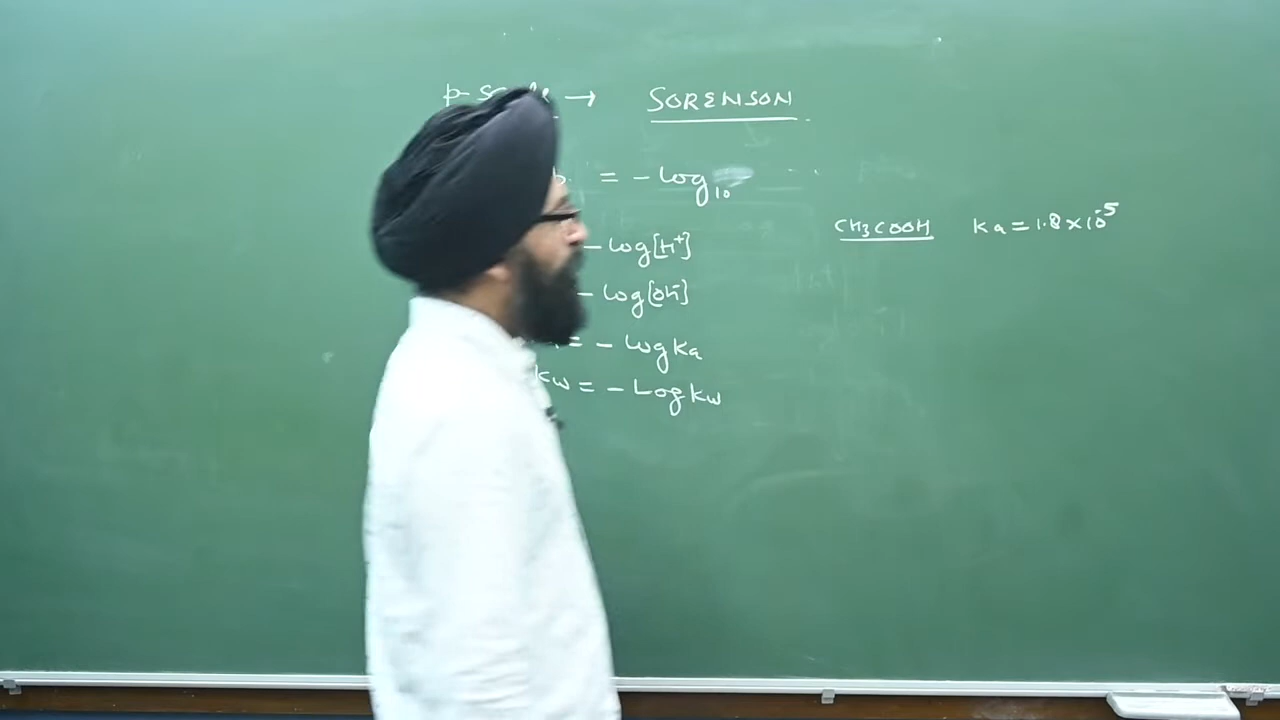 p- → SORENSON
= - log10
CH3COOH Ka = 1.8 × 10^-5
- log[H+]
- log[OH-]
= - log Ka
Kw = - Log Kw